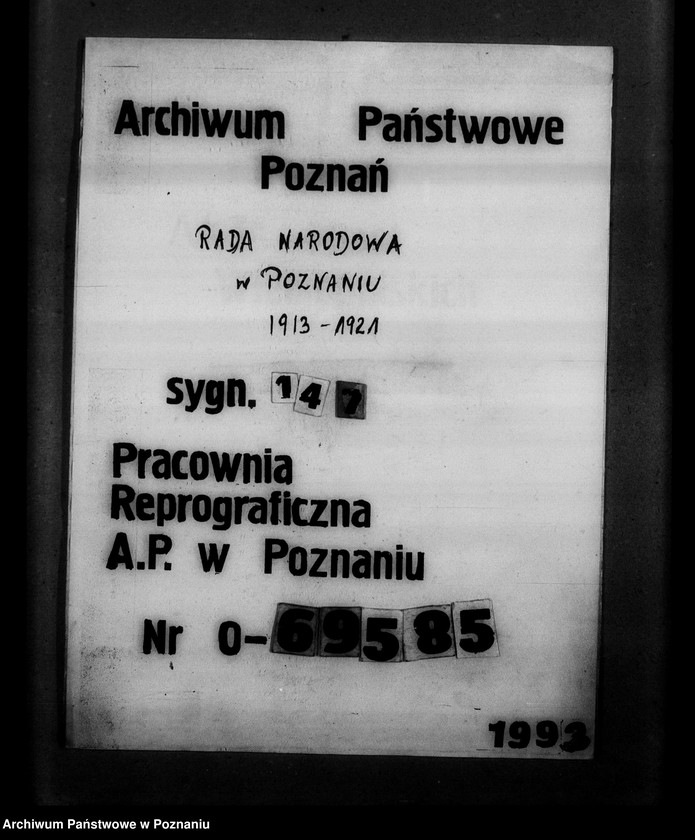 Archiwum Państwowe
Poznań
RADA NARODOWA
w POZNANIU
1913-1921
sygn. 147
Pracownia
Reprograficzna
A.P. w Poznaniu
Nr 0-69585
1993
Archiwum Państwowe w Poznaniu